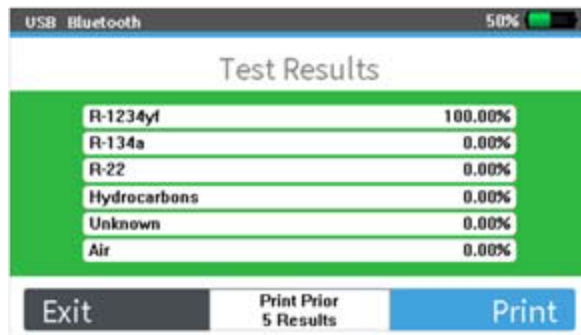 USB Bluetooth 50%
Test Results
R-1234yf 100.00%
R-134a 0.00%
R-22 0.00%
Hydrocarbons 0.00%
Unknown 0.00%
Air 0.00%
Exit
Print Prior
5 Results
Print